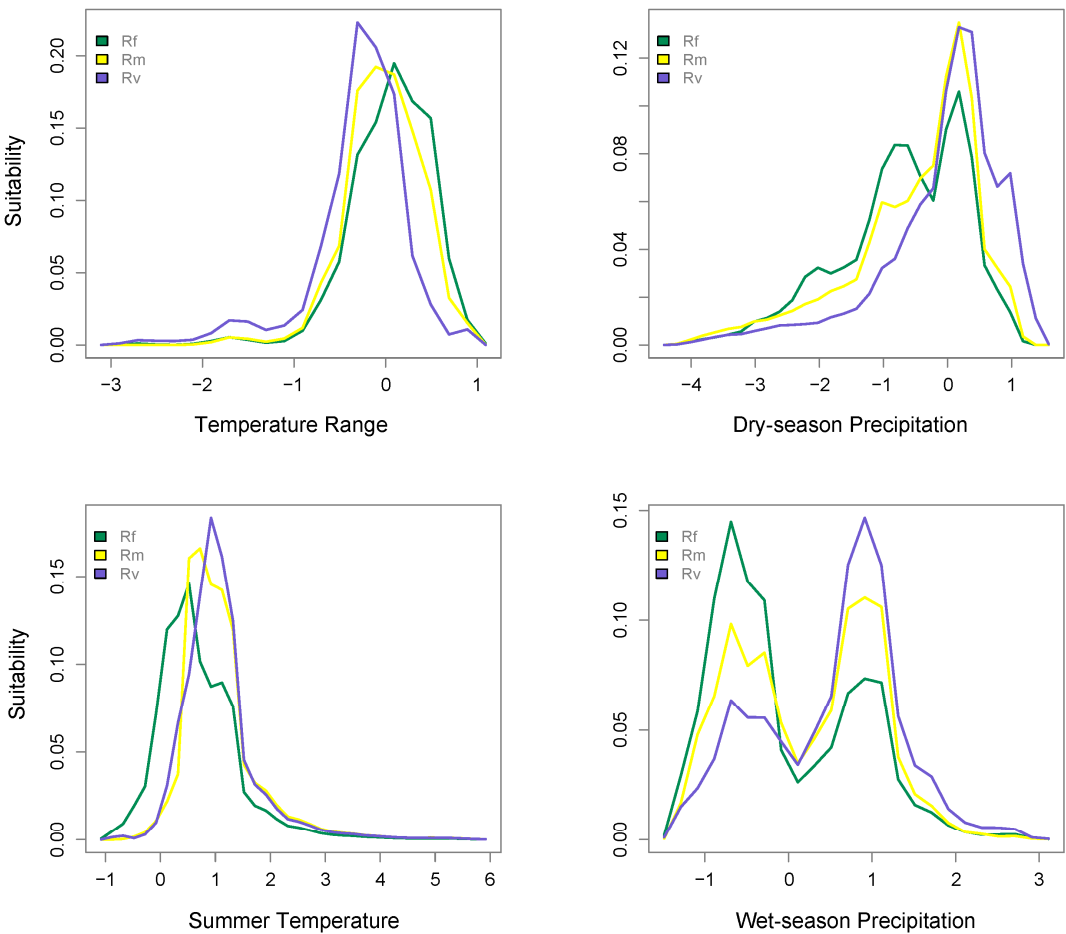 Suitability
0.00 0.05 0.10 0.15 0.20
Rf
Rm
Rv
−3 −2 −1 0 1
Temperature Range
0.00 0.04 0.08 0.12
Rf
Rm
Rv
−4 −3 −2 −1 0 1
Dry-season Precipitation
Suitability
0.00 0.05 0.10 0.15
Rf
Rm
Rv
−1 0 1 2 3 4 5 6
Summer Temperature
0.00 0.05 0.10 0.15
Rf
Rm
Rv
−1 0 1 2 3
Wet-season Precipitation